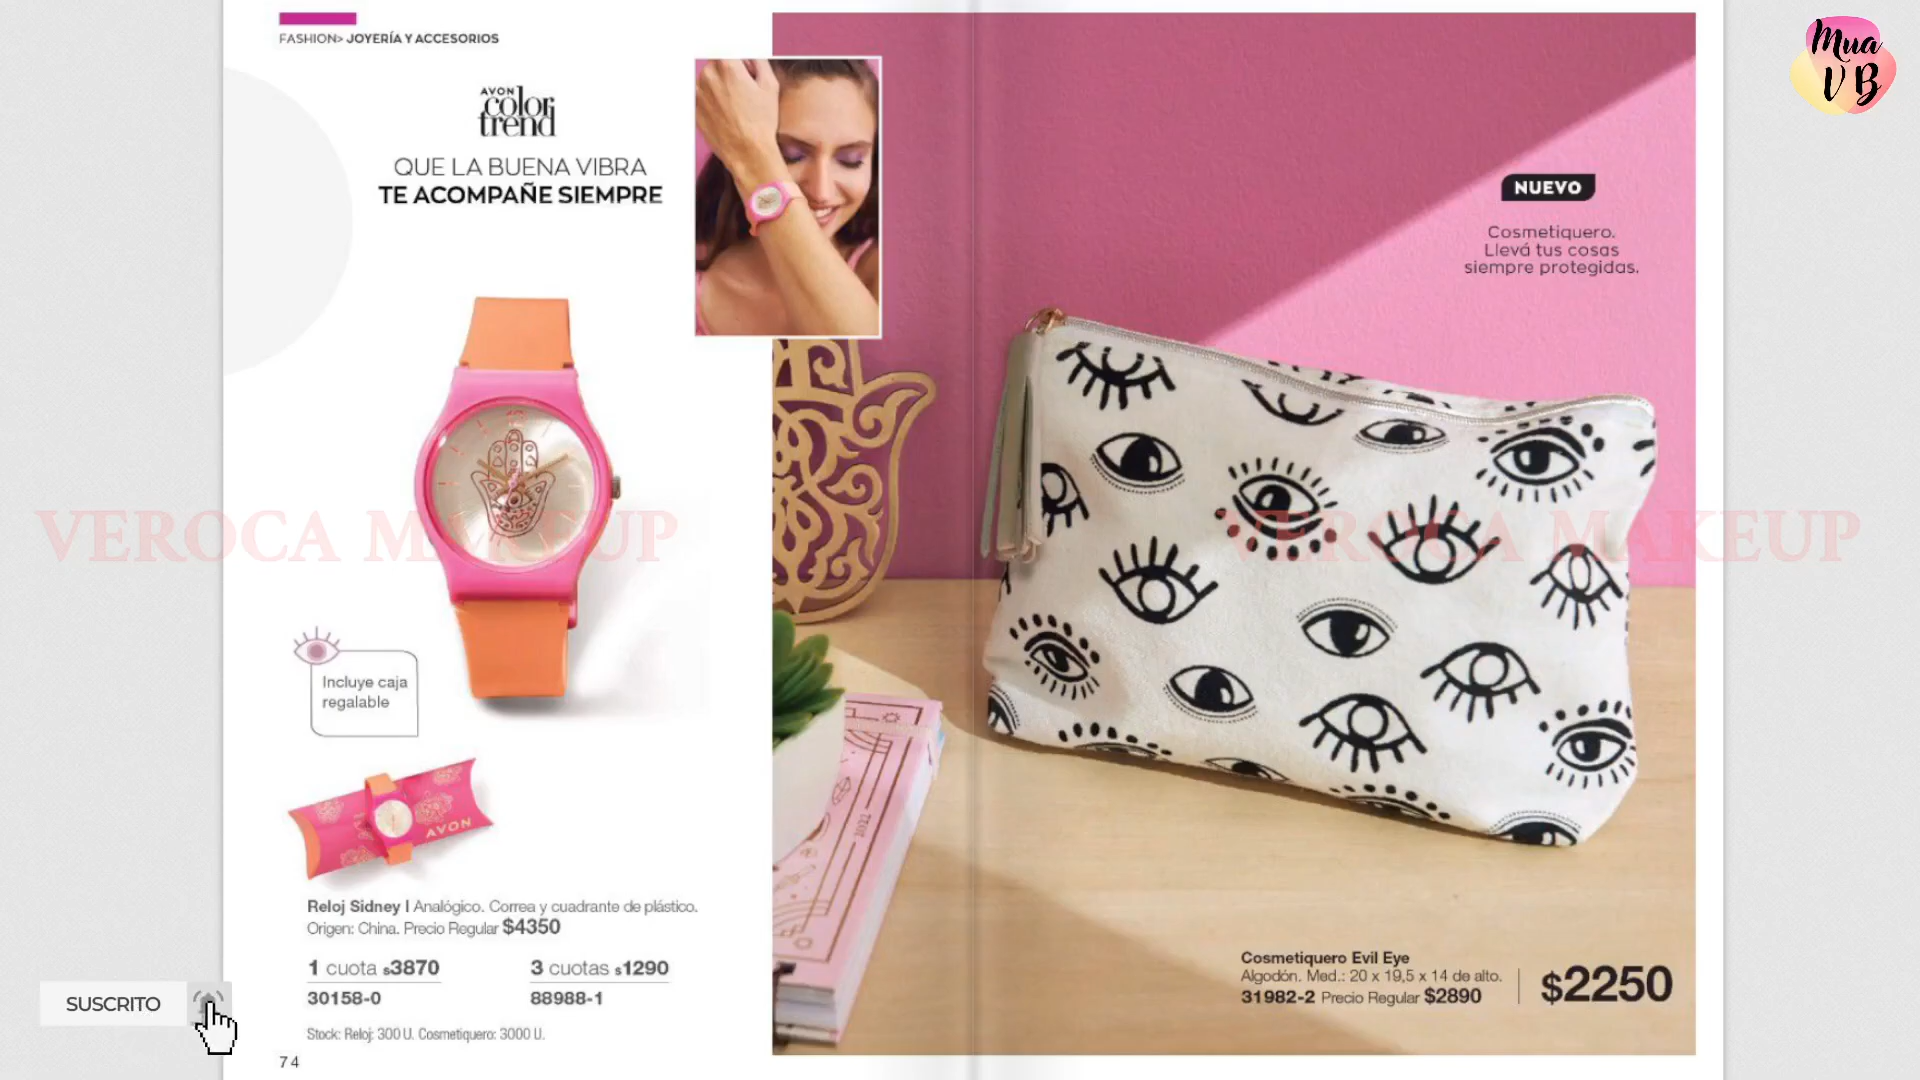 FASHION> JOYERÍA Y ACCESORIOS
AVON
color
trend
QUE LA BUENA VIBRA
TE ACOMPAÑE SIEMPRE
Mua
VB
NUEVO
Cosmetiquero.
Llevá tus cosas
siempre protegidas.
VEROCA MAKEUP
VEROCA MAKEUP
Incluye caja
regalable
AVON
Reloj Sidney | Analógico. Correa y cuadrante de plástico.
Origen: China. Precio Regular $4350
1 cuota $3870
3 cuotas $1290
30158-0
88988-1
Stock: Reloj: 300 U. Cosmetiquero: 3000 U.
74
2022
Cosmetiquero Evil Eye
Algodón. Med.: 20 x 19,5 x 14 de alto.
31982-2 Precio Regular $2890
$2250
SUSCRITO